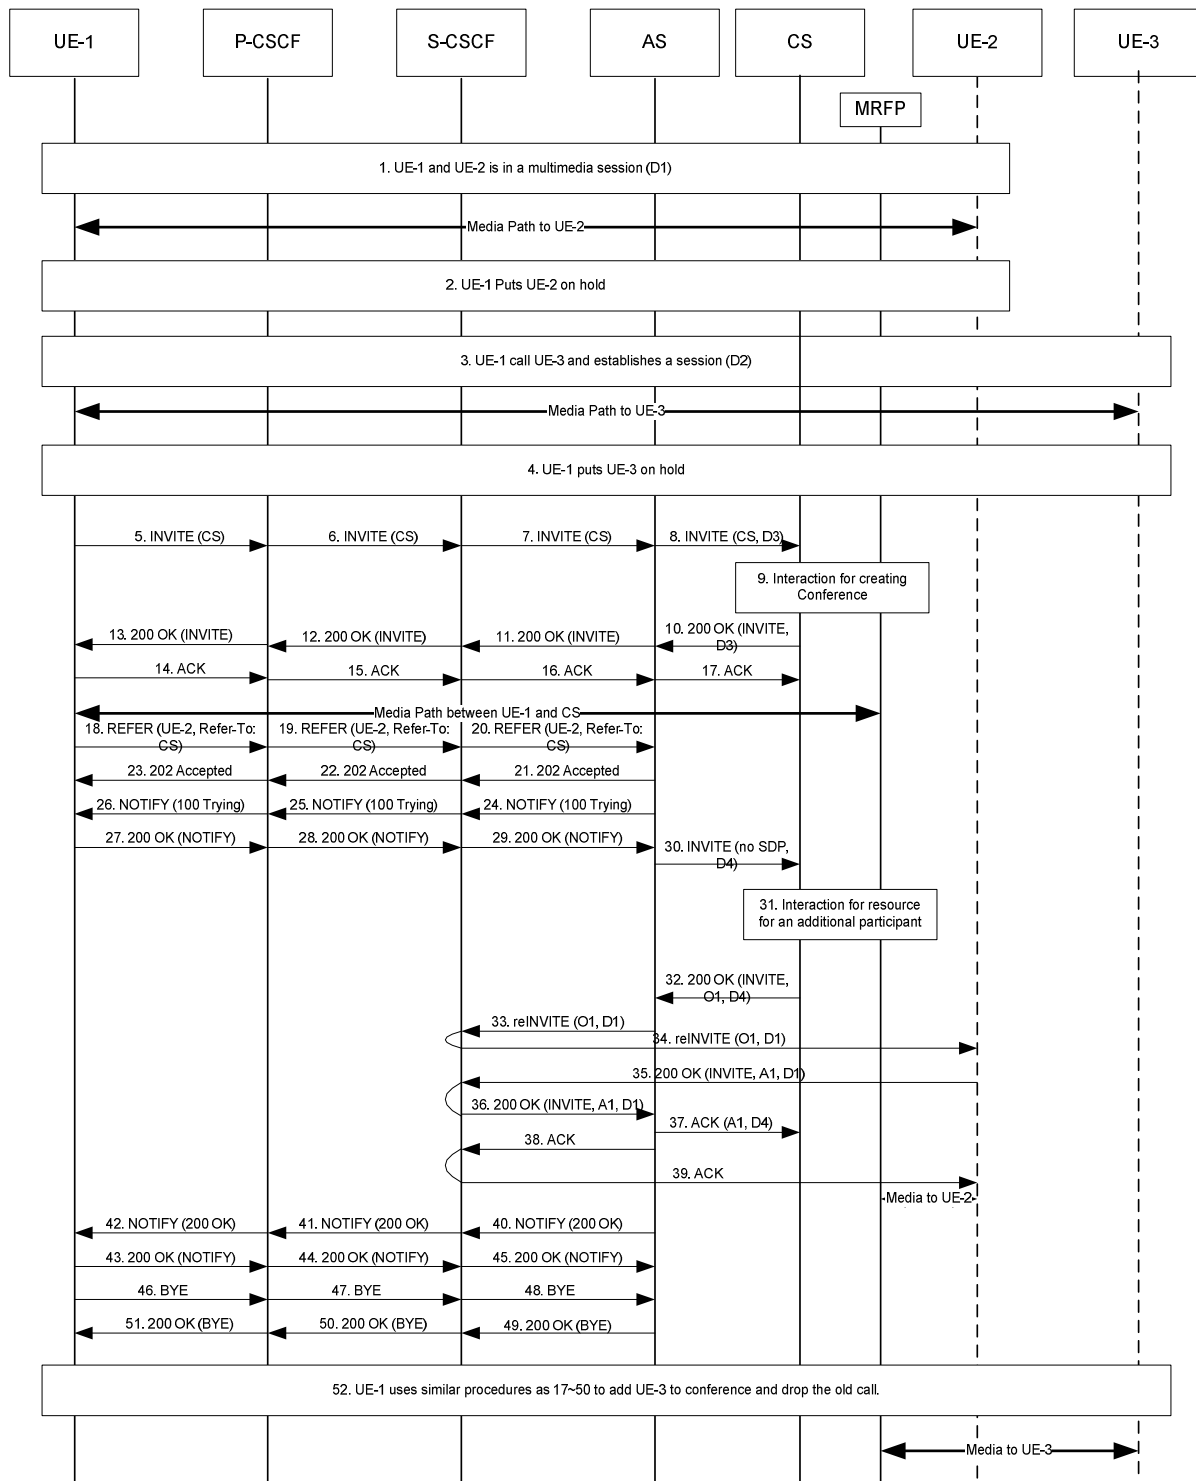 UE-1
P-CSCF
S-CSCF
AS
CS
UE-2
UE-3
MRFP
1. UE-1 and UE-2 is in a multimedia session (D1)
Media Path to UE-2
2. UE-1 Puts UE-2 on hold
3. UE-1 call UE-3 and establishes a session (D2)
Media Path to UE-3
4. UE-1 puts UE-3 on hold
5. INVITE (CS)
6. INVITE (CS)
7. INVITE (CS)
8. INVITE (CS, D3)
9. Interaction for creating
Conference
13. 200 OK (INVITE)
12. 200 OK (INVITE)
11. 200 OK (INVITE)
10. 200 OK (INVITE,
D3)
14. ACK
15. ACK
16. ACK
17. ACK
Media Path between UE-1 and CS
18. REFER (UE-2, Refer-To:
CS)
19. REFER (UE-2, Refer-To:
CS)
20. REFER (UE-2, Refer-To:
CS)
23. 202 Accepted
22. 202 Accepted
21. 202 Accepted
26. NOTIFY (100 Trying)
25. NOTIFY (100 Trying)
24. NOTIFY (100 Trying)
27. 200 OK (NOTIFY)
28. 200 OK (NOTIFY)
29. 200 OK (NOTIFY)
30. INVITE (no SDP,
D4)
31. Interaction for resource
for an additional participant
32. 200 OK (INVITE,
O1, D4)
33. reINVITE (O1, D1)
34. reINVITE (O1, D1)
35. 200 OK (INVITE, A1, D1)
36. 200 OK (INVITE, A1, D1)
37. ACK (A1, D4)
38. ACK
39. ACK
Media to UE-2
42. NOTIFY (200 OK)
41. NOTIFY (200 OK)
40. NOTIFY (200 OK)
43. 200 OK (NOTIFY)
44. 200 OK (NOTIFY)
45. 200 OK (NOTIFY)
46. BYE
47. BYE
48. BYE
51. 200 OK (BYE)
50. 200 OK (BYE)
49. 200 OK (BYE)
52. UE-1 uses similar procedures as 17~50 to add UE-3 to conference and drop the old call.
Media to UE-3